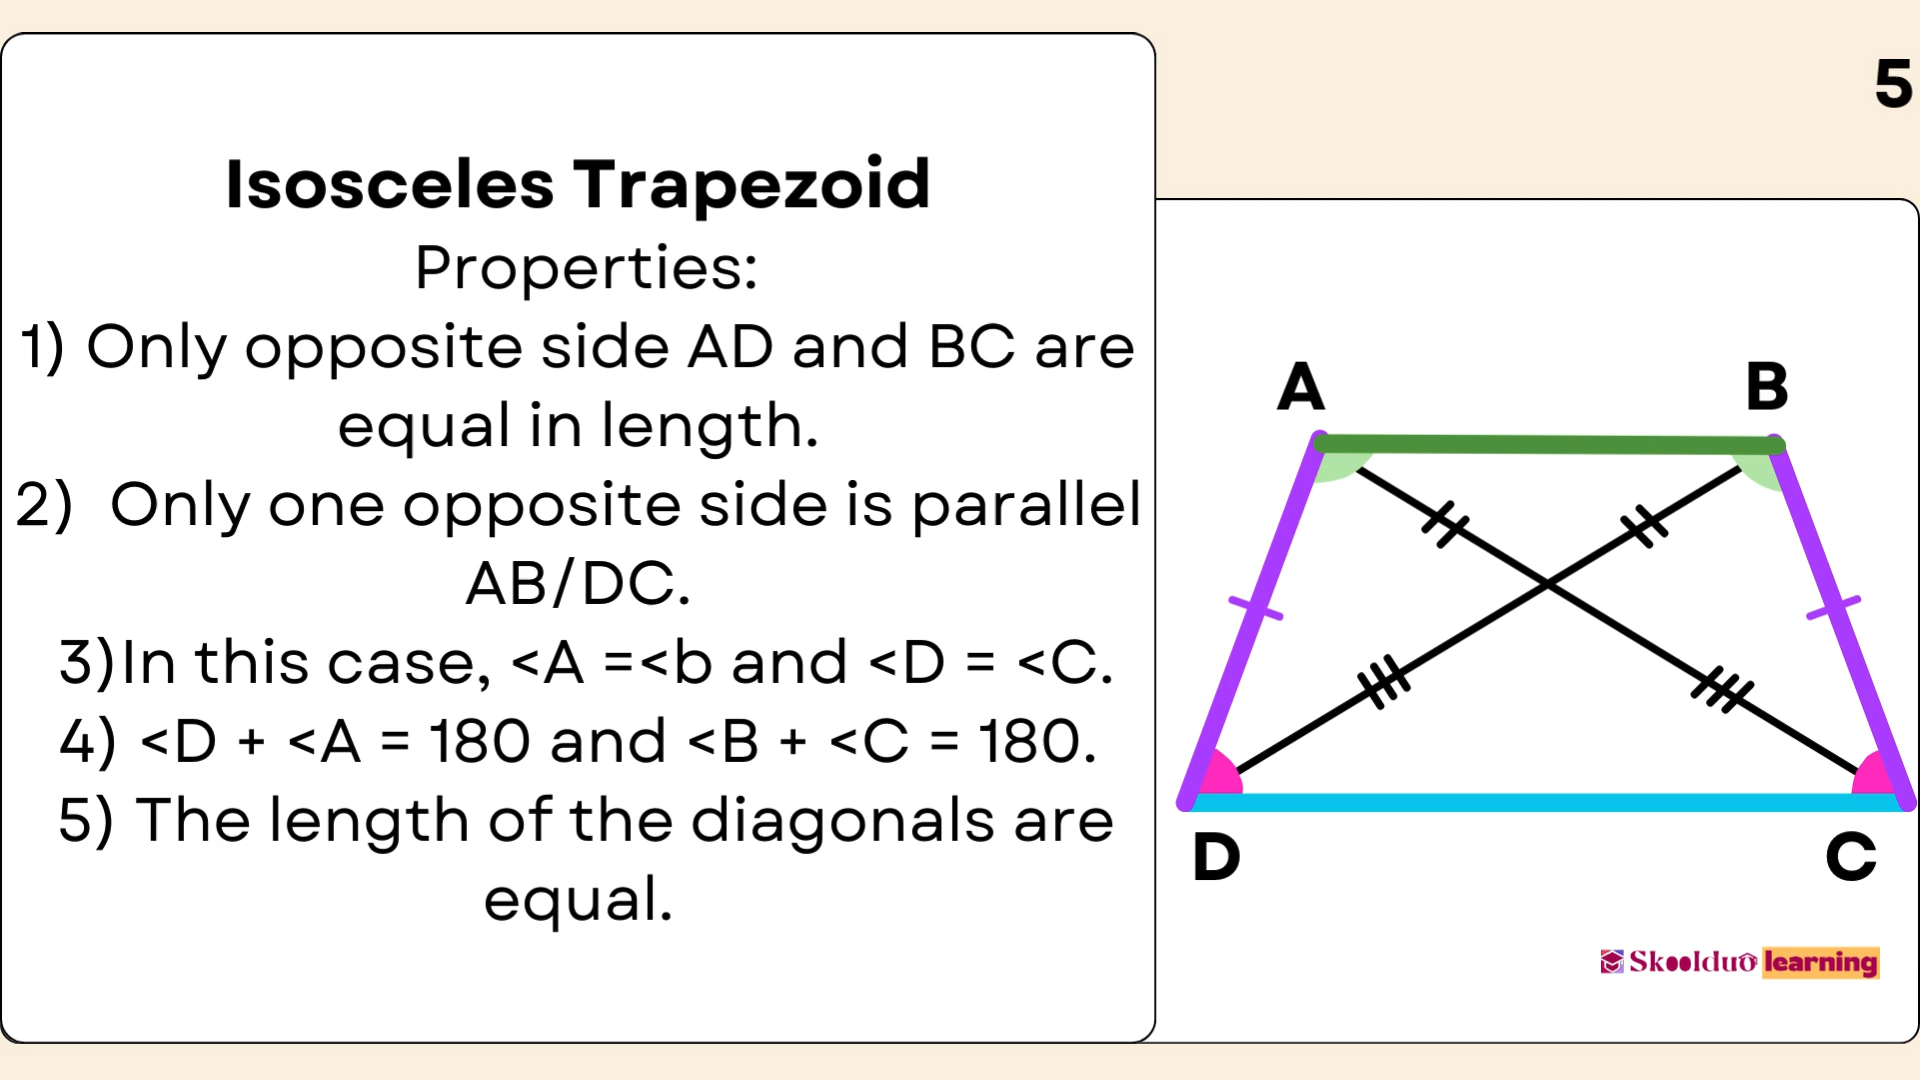 5
Isosceles Trapezoid
Properties:
1) Only opposite side AD and BC are
equal in length.
2) Only one opposite side is parallel
AB/DC.
3)In this case, <A =<b and <D = <C.
4) <D + <A = 180 and <B + <C = 180.
5) The length of the diagonals are
equal.
A B
D C
Skoolduo learning